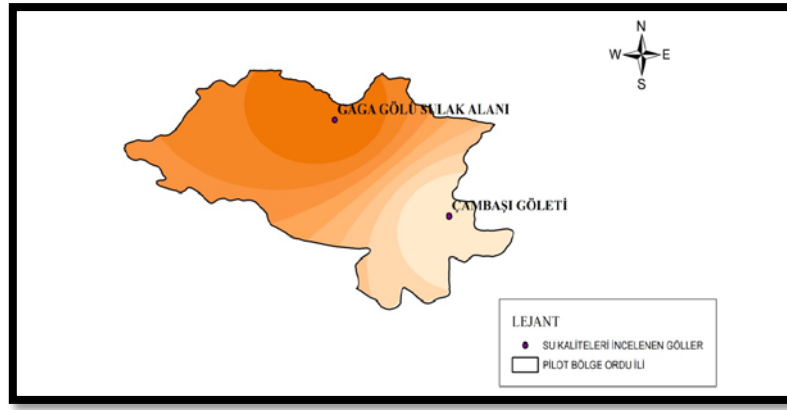 N
W E
S
GAGA GÖLÜ SULAK ALANI
ÇAMBAŞI GÖLETİ
LEJANT
SU KALİTELERİ İNCELENEN GÖLLER
PİLOT BÖLGE ORDU İLİ